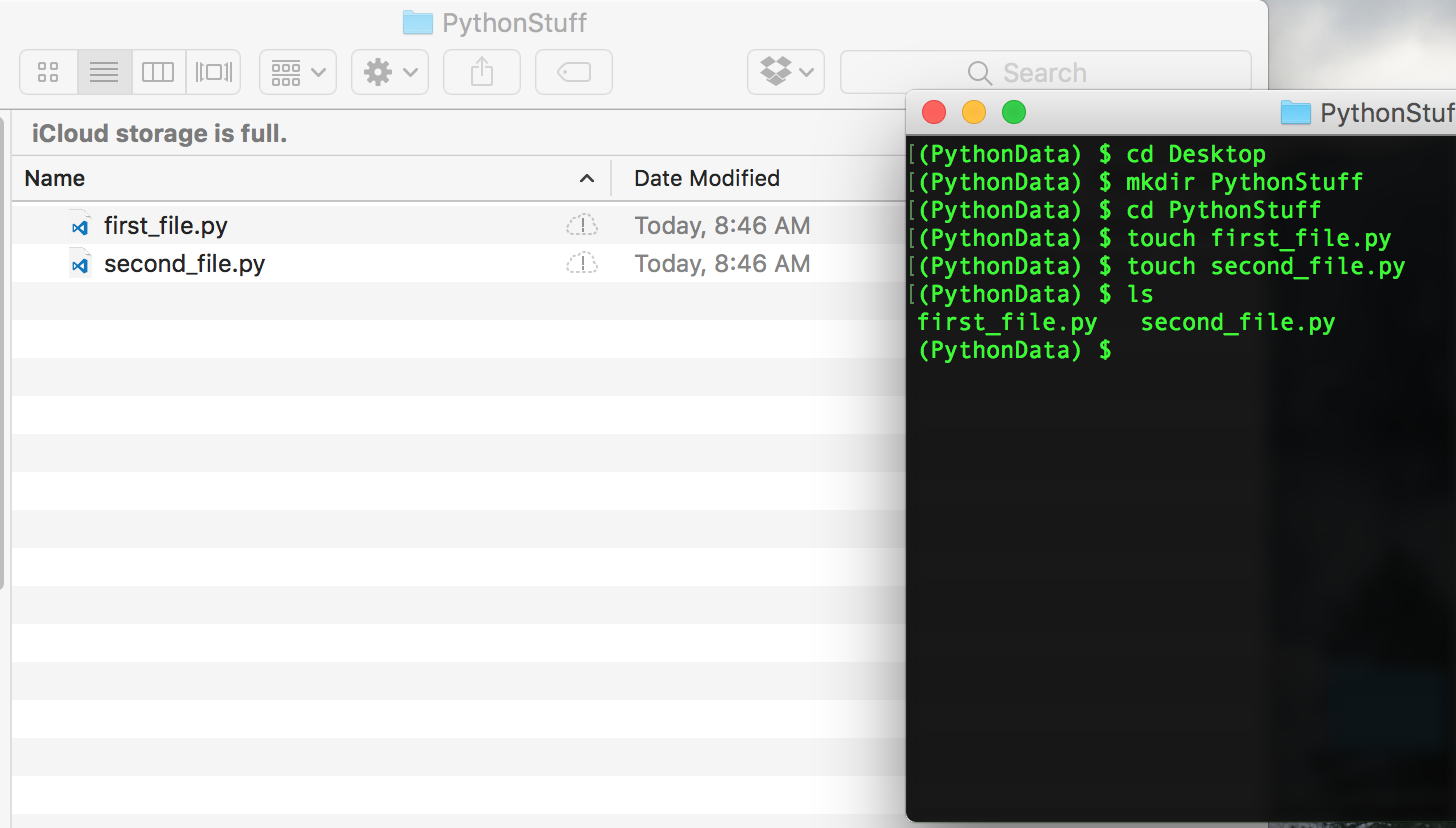 PythonStuff
Search
iCloud storage is full.
Name Date Modified
first_file.py Today, 8:46 AM
second_file.py Today, 8:46 AM
PythonStuf
(PythonData) $ cd Desktop
(PythonData) $ mkdir PythonStuff
(PythonData) $ cd PythonStuff
(PythonData) $ touch first_file.py
(PythonData) $ touch second_file.py
(PythonData) $ ls
first_file.py second_file.py
(PythonData) $